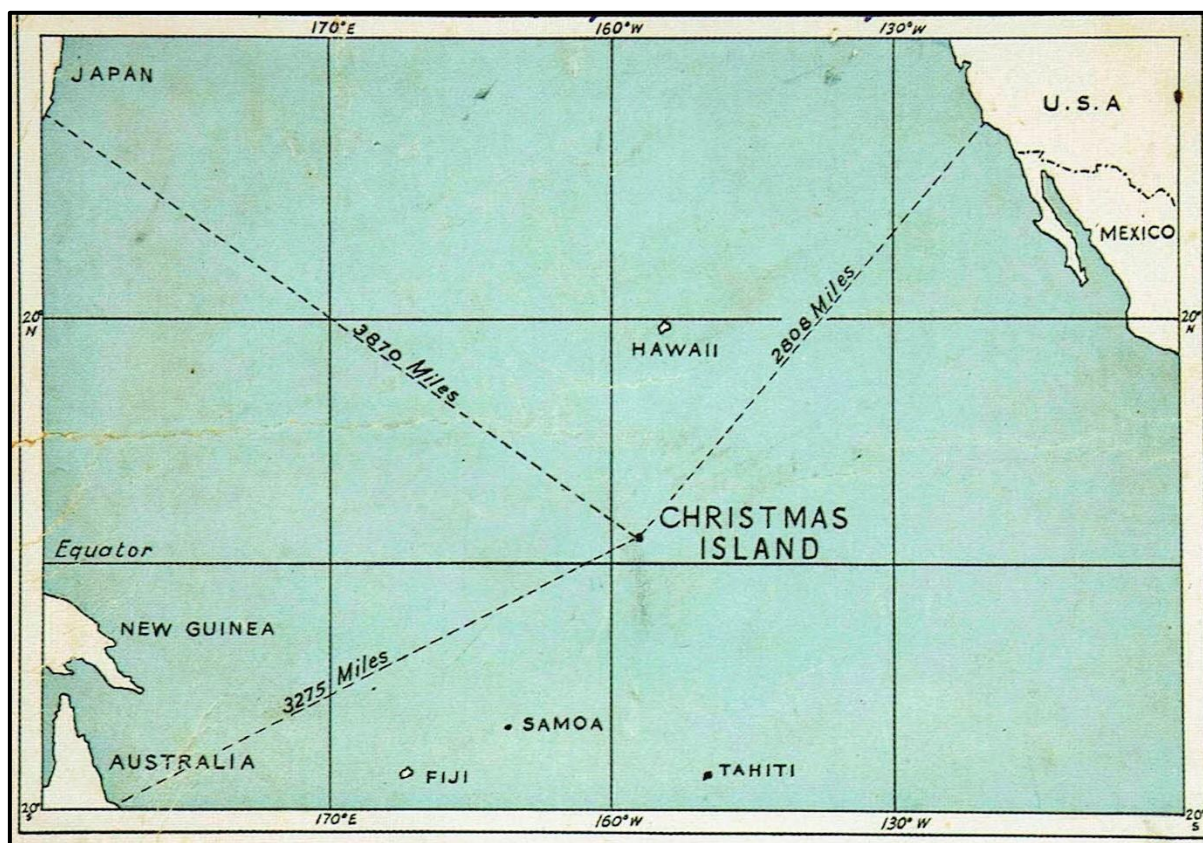 170°E 160°W 130°W
JAPAN
U.S.A
MEXICO
20°
N
HAWAII
20°
N
3870 Miles
2808 Miles
CHRISTMAS
ISLAND
Equator
NEW GUINEA
3275 Miles
SAMOA
AUSTRALIA
FIJI
TAHITI
20°
S
20°
S
170°E 160°W 130°W